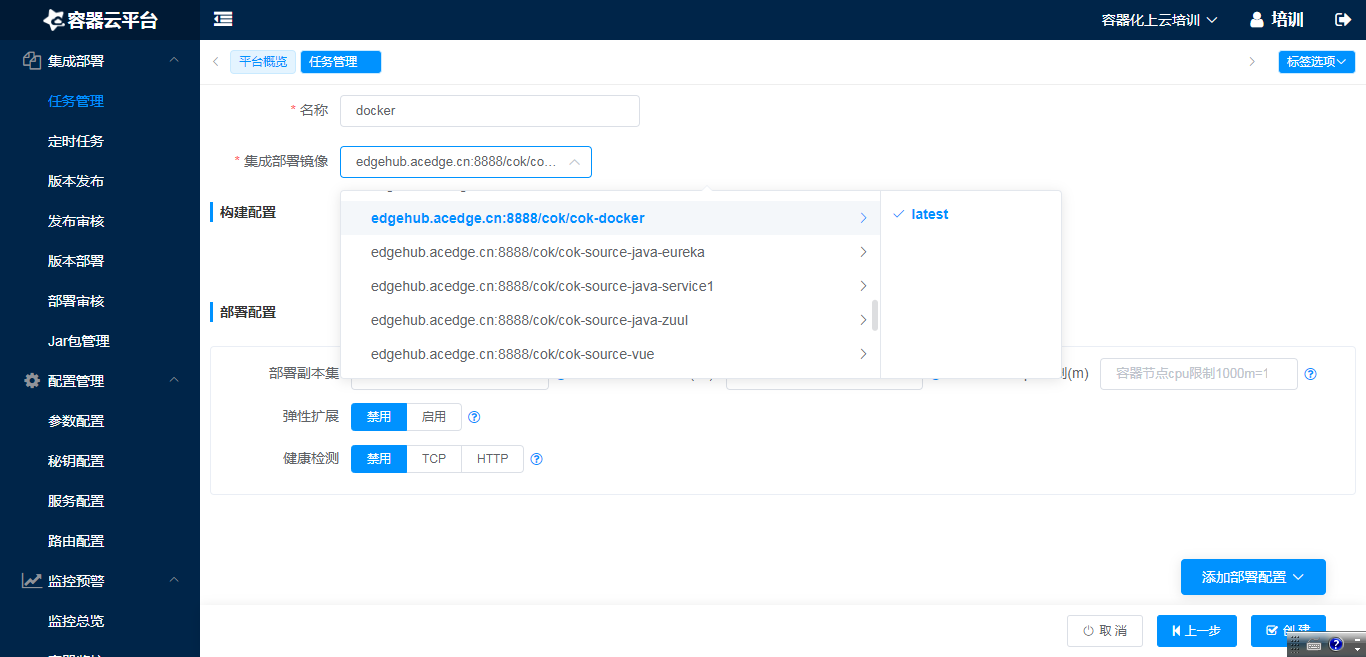 容器云平台
容器化上云培训
培训
集成部署
任务管理
定时任务
版本发布
发布审核
版本部署
部署审核
Jar包管理
配置管理
参数配置
秘钥配置
服务配置
路由配置
监控预警
监控总览
平台概览
任务管理
标签选项
* 名称
docker
* 集成部署镜像
edgehub.acedge.cn:8888/cok/co...
构建配置
edgehub.acedge.cn:8888/cok/cok-docker
edgehub.acedge.cn:8888/cok/cok-source-java-eureka
edgehub.acedge.cn:8888/cok/cok-source-java-service1
edgehub.acedge.cn:8888/cok/cok-source-java-zuul
edgehub.acedge.cn:8888/cok/cok-source-vue
latest
部署配置
部署副本集
(m)
容器节点cpu限制1000m=1
弹性扩展
禁用
启用
健康检测
禁用
TCP
HTTP
添加部署配置
取消
上一步
创建